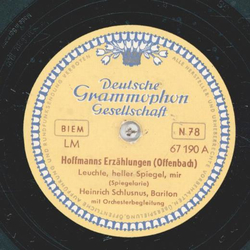 Deutsche
Grammophon
Gesellschaft
BIEM
N. 78
LM
67 190 A
Hoffmanns Erzählungen (Offenbach)
Leuchte, heller Spiegel, mir
(Spiegelarie)
Heinrich Schlusnus, Bariton
mit Orchesterbegleitung